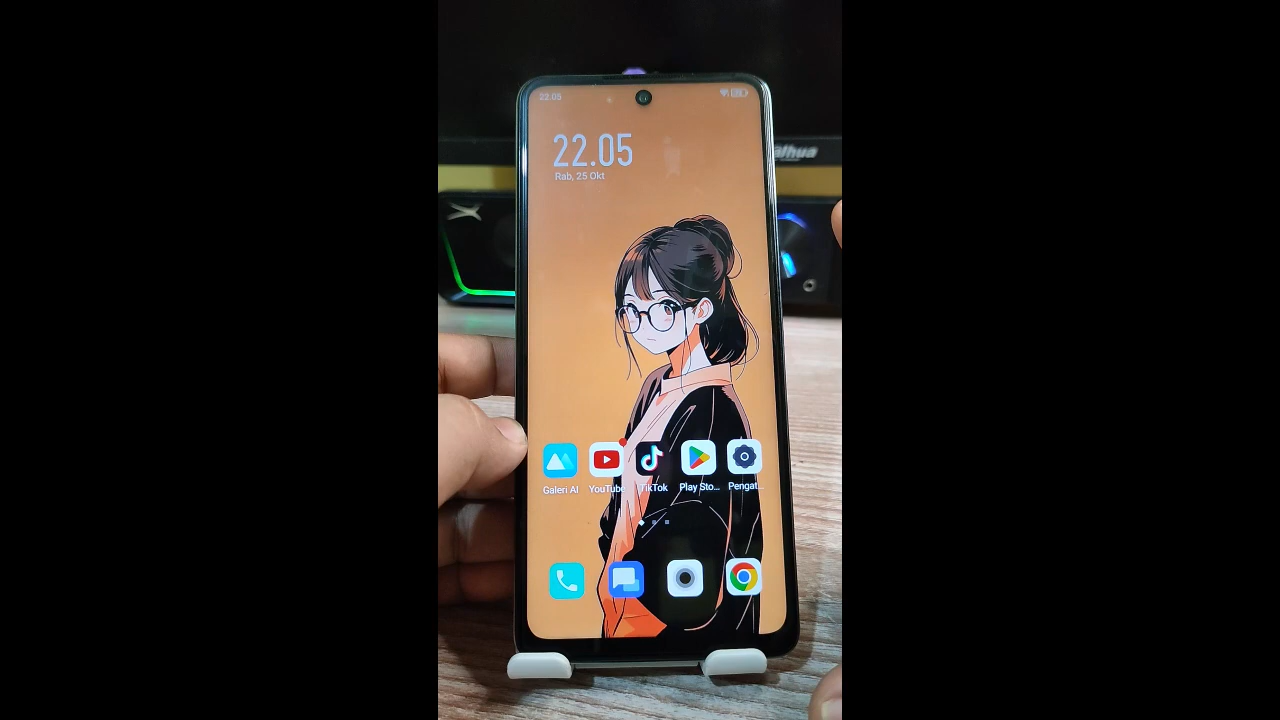 22.05
22.05
Rab, 25 Okt
alhua
Galeri AI
YouTube
TikTok
Play Sto...
Pengat...